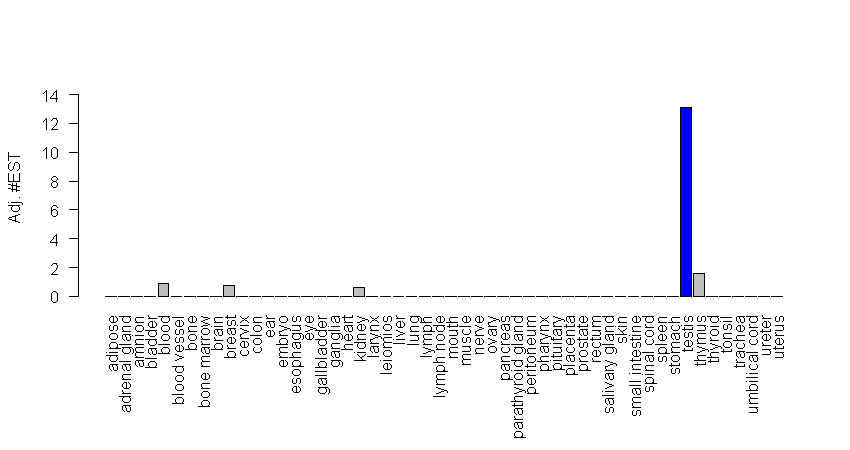 Adj. #EST
14
12
10
8
6
4
2
0
adipose
adrenal gland
amnion
bladder
blood
blood vessel
bone
bone marrow
brain
breast
cervix
colon
ear
embryo
esophagus
eye
gallbladder
ganglia
heart
kidney
larynx
leiomios
liver
lung
lymph
lymph node
mouth
muscle
nerve
ovary
pancreas
parathyroid gland
peritoneum
pharynx
pituitary
placenta
prostate
rectum
salivary gland
skin
small intestine
spinal cord
spleen
stomach
testis
thymus
thyroid
tonsil
trachea
umbilical cord
ureter
uterus